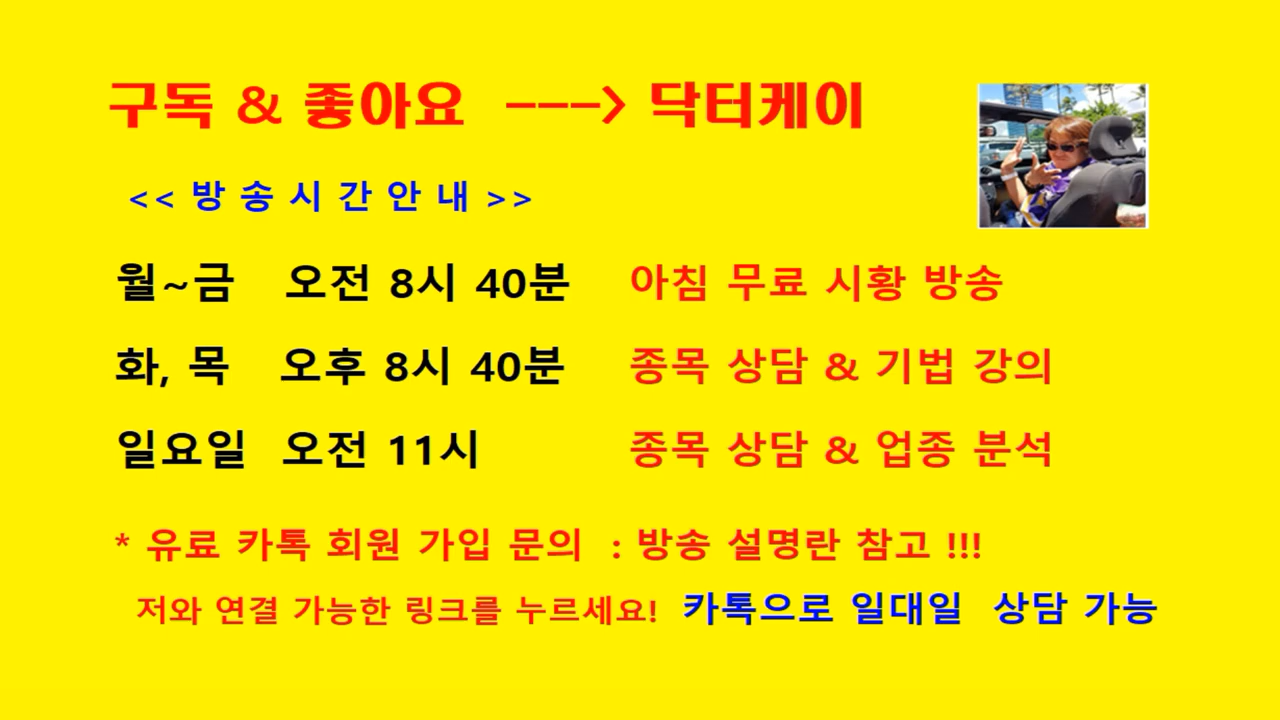 구독 & 좋아요 ---> 닥터케이
<< 방 송 시 간 안 내 >>
월~금 오전 8시 40분 아침 무료 시황 방송
화, 목 오후 8시 40분 종목 상담 & 기법 강의
일요일 오전 11시 종목 상담 & 업종 분석
* 유료 카톡 회원 가입 문의 : 방송 설명란 참고 !!!
저와 연결 가능한 링크를 누르세요! 카톡으로 일대일 상담 가능